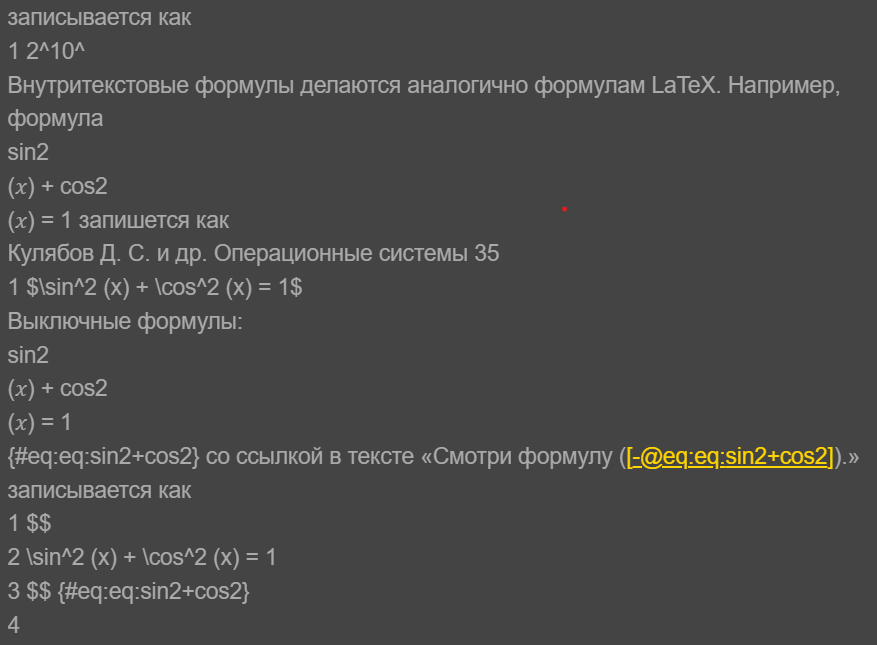 записывается как
1 2^10^
Внутритекстовые формулы делаются аналогично формулам LaTeX. Например,
формула
sin2
(𝑥) + cos2
(𝑥) = 1 запишется как
Кулябов Д. С. и др. Операционные системы 35
1 $\sin^2 (x) + \cos^2 (x) = 1$
Выключные формулы:
sin2
(𝑥) + cos2
(𝑥) = 1
{#eq:eq:sin2+cos2} со ссылкой в тексте «Смотри формулу ([-@eq:eq:sin2+cos2]).»
записывается как
1 $$
2 \sin^2 (x) + \cos^2 (x) = 1
3 $$ {#eq:eq:sin2+cos2}
4